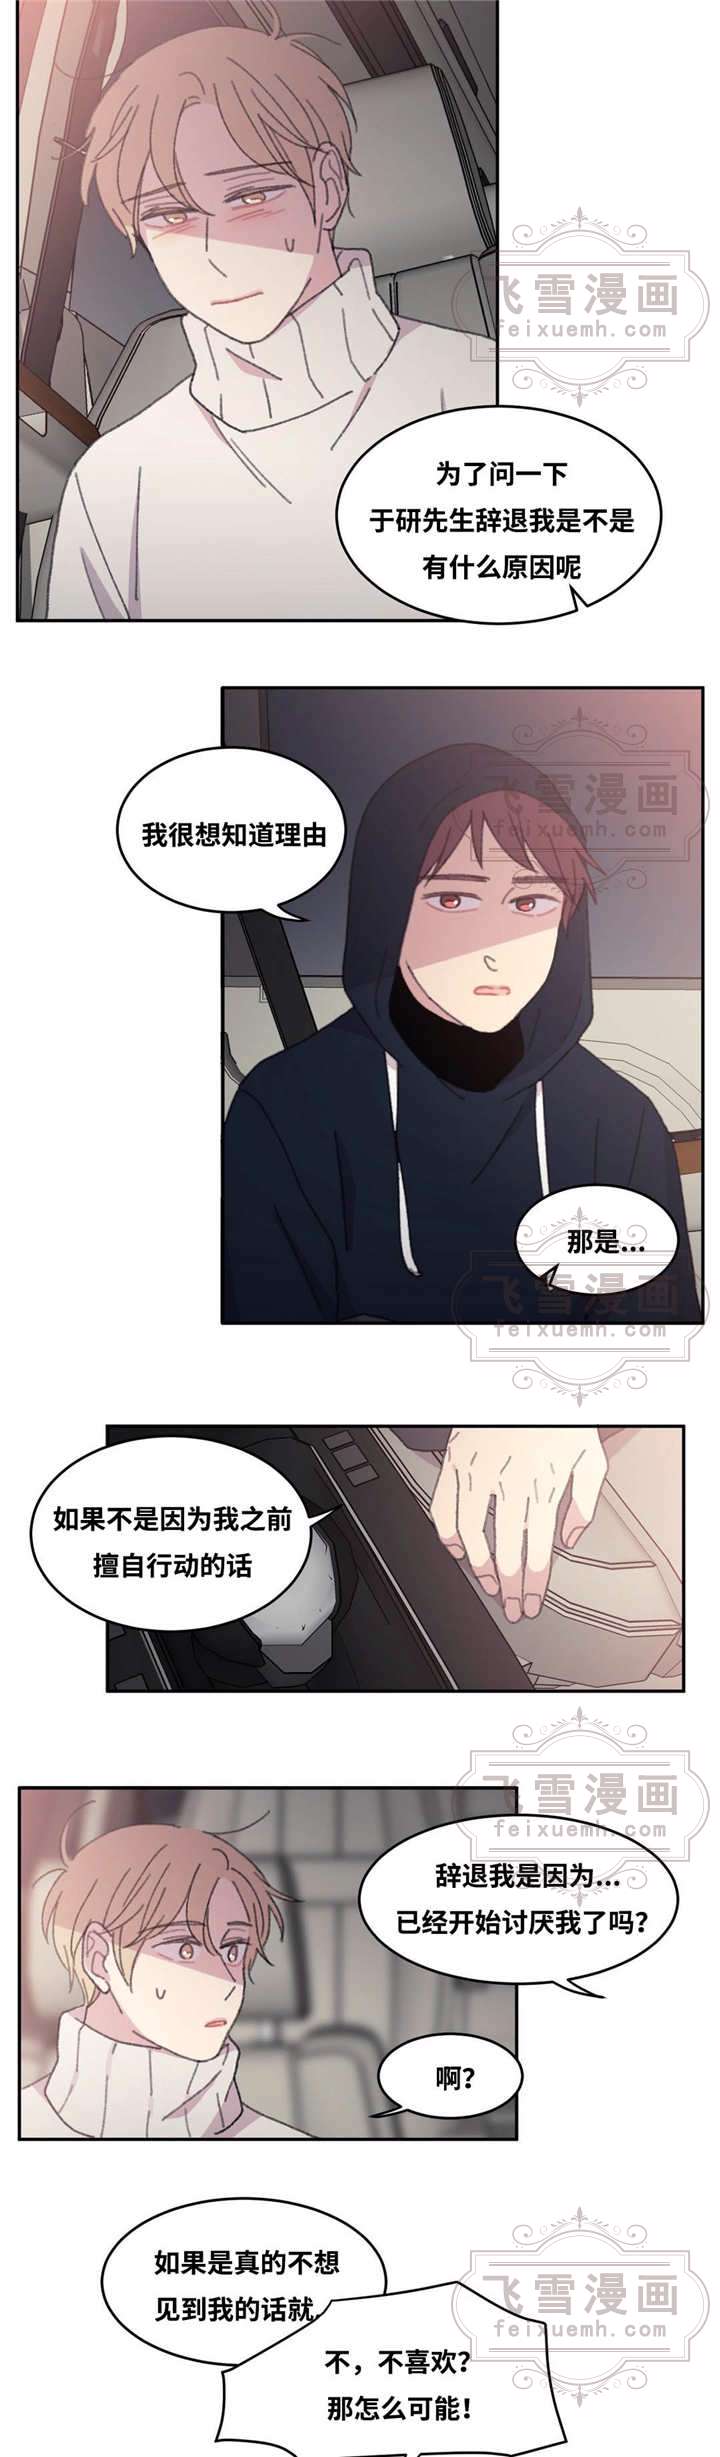 飞雪漫画
feixuemh.com
为了问一下
于研先生辞退我是不是
有什么原因呢
飞雪漫画
feixuemh.com
我很想知道理由
那是...
飞雪漫画
feixuemh.com
如果不是因为我之前
擅自行动的话
飞雪漫画
feixuemh.com
辞退我是因为...
已经开始讨厌我了吗?
啊?
如果是真的不想
见到我的话就.
飞雪漫画
feixuemh.com
不，不喜欢?
那怎么可能!